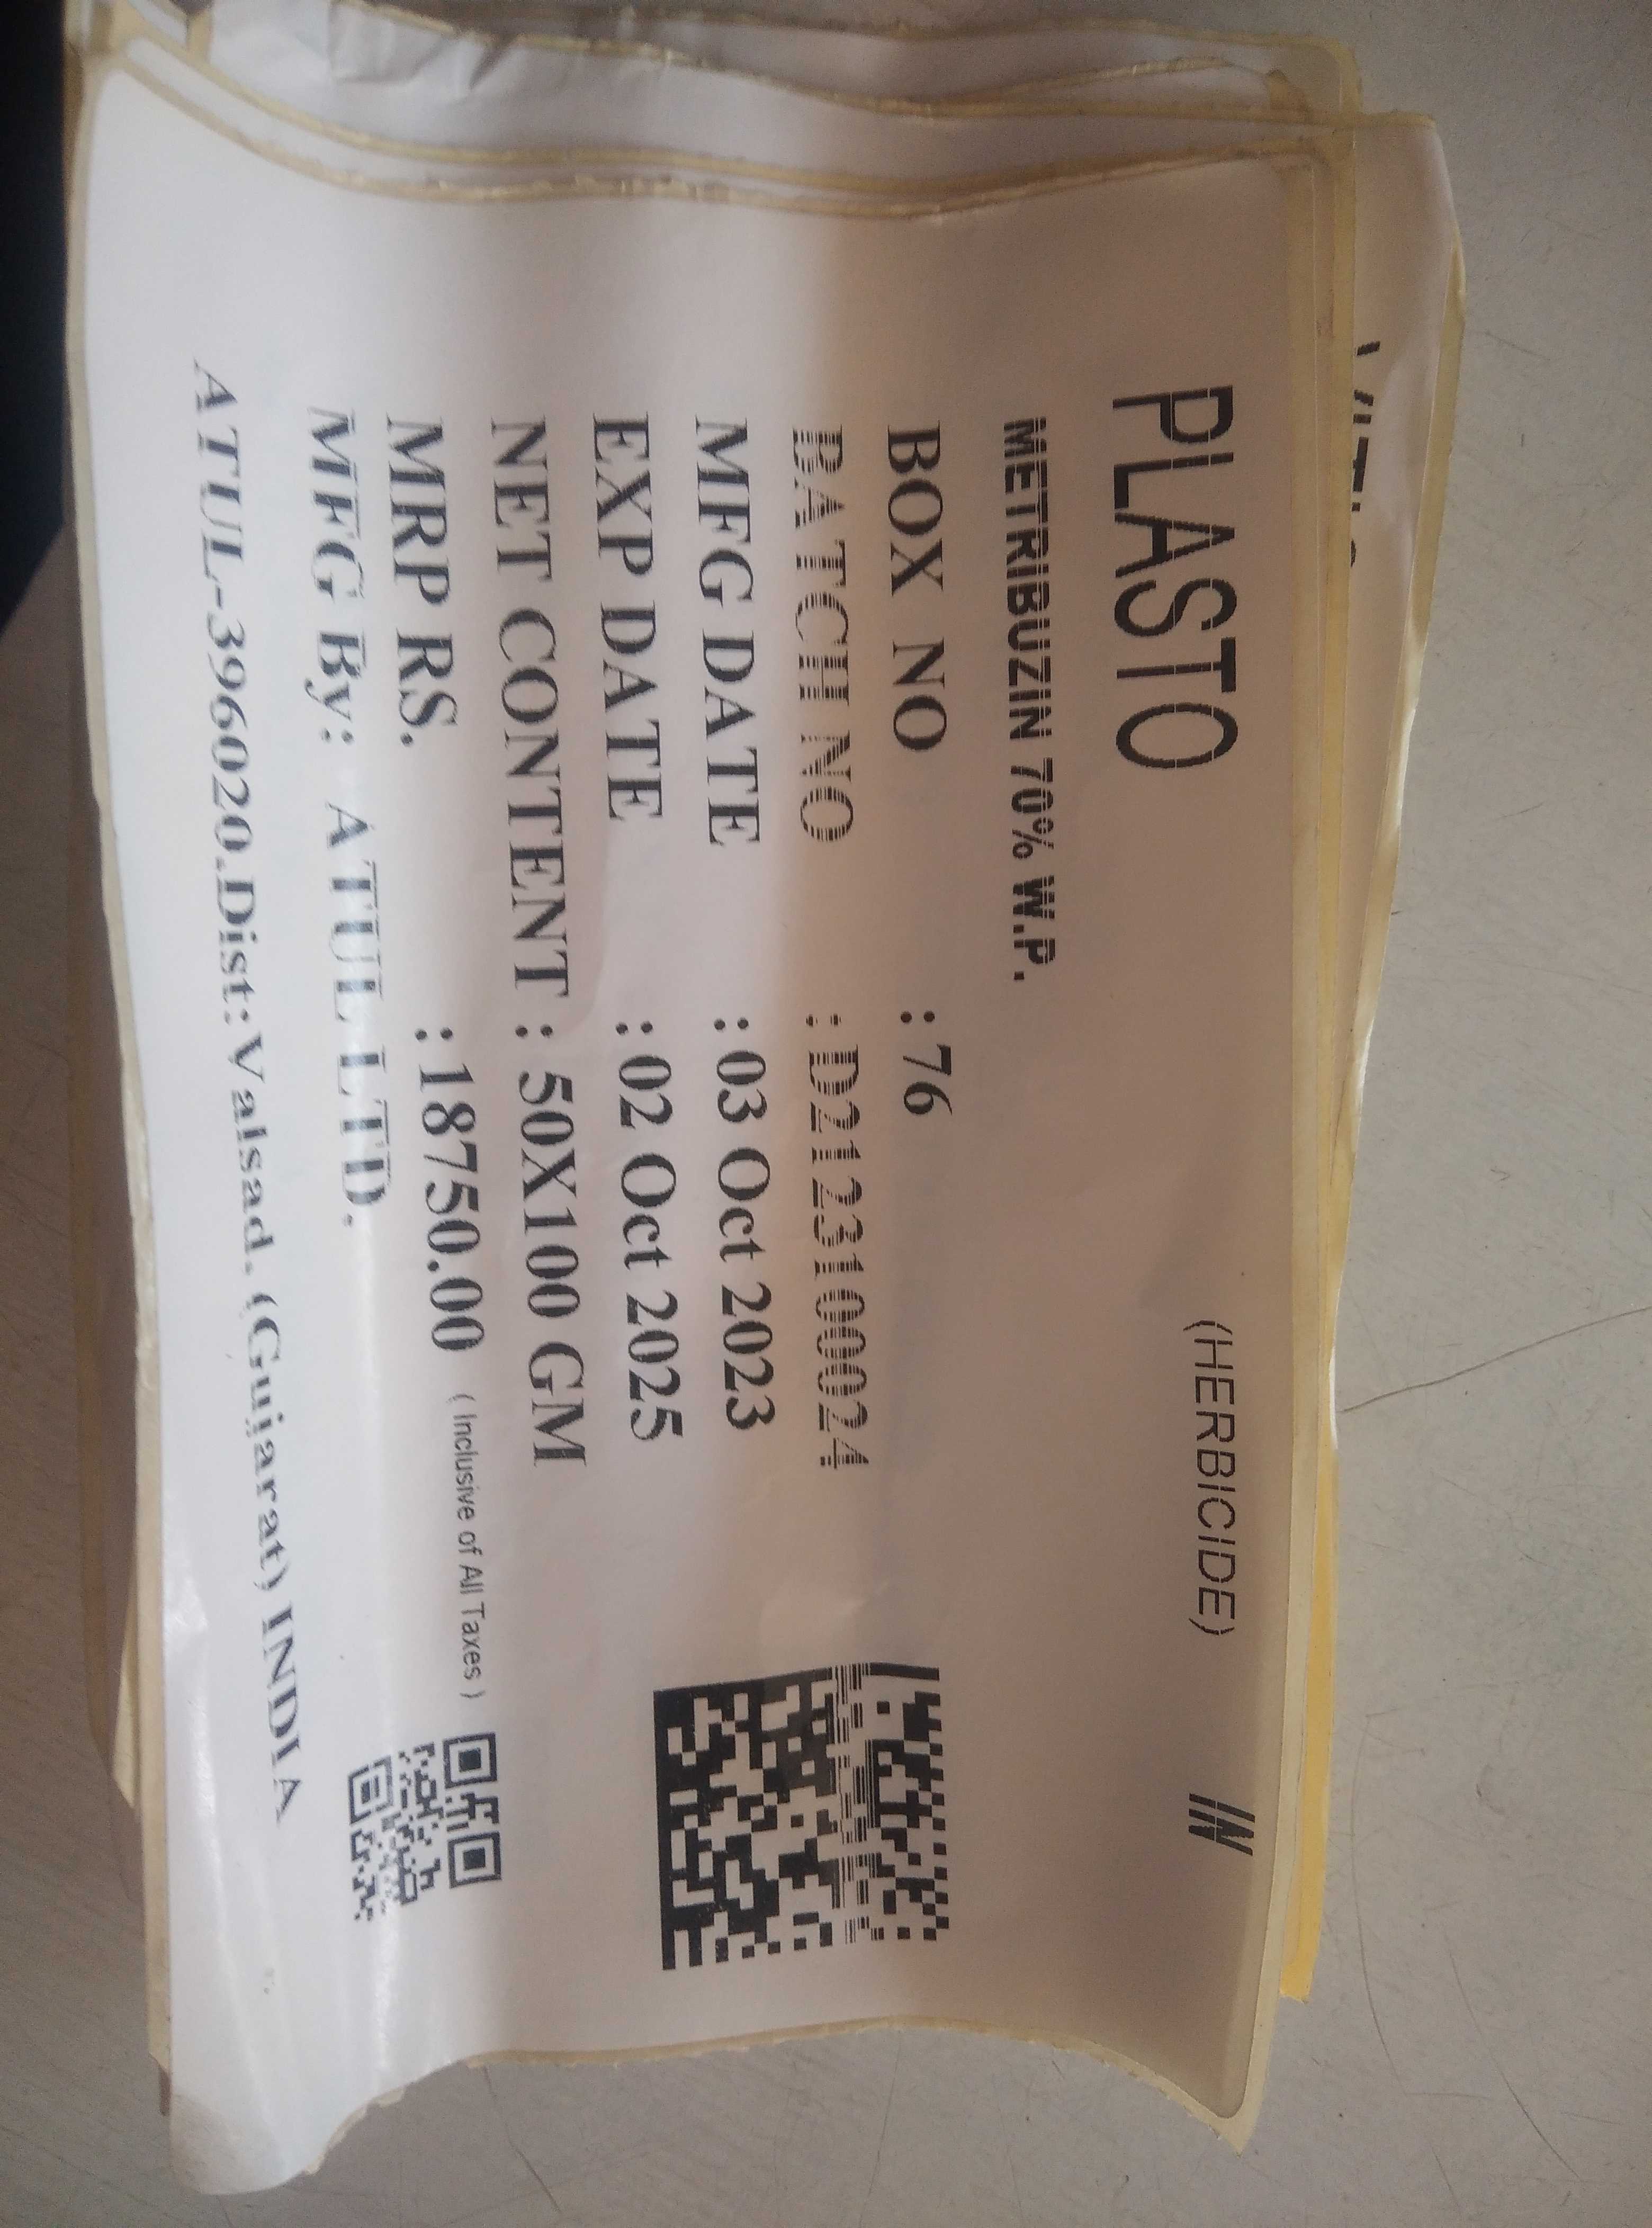 PLASTO (HERBICIDE) IN
METRIBUZIN 70% W.P.
BOX NO : 76
BATCH NO : D2123100024
MFG DATE : 03 Oct 2023
EXP DATE : 02 Oct 2025
NET CONTENT : 50X100 GM
MRP RS. : 18750.00 ( Inclusive of All Taxes )
MFG By: ATUL LTD.
ATUL-396020.Dist:Valsad. (Gujarat) INDIA